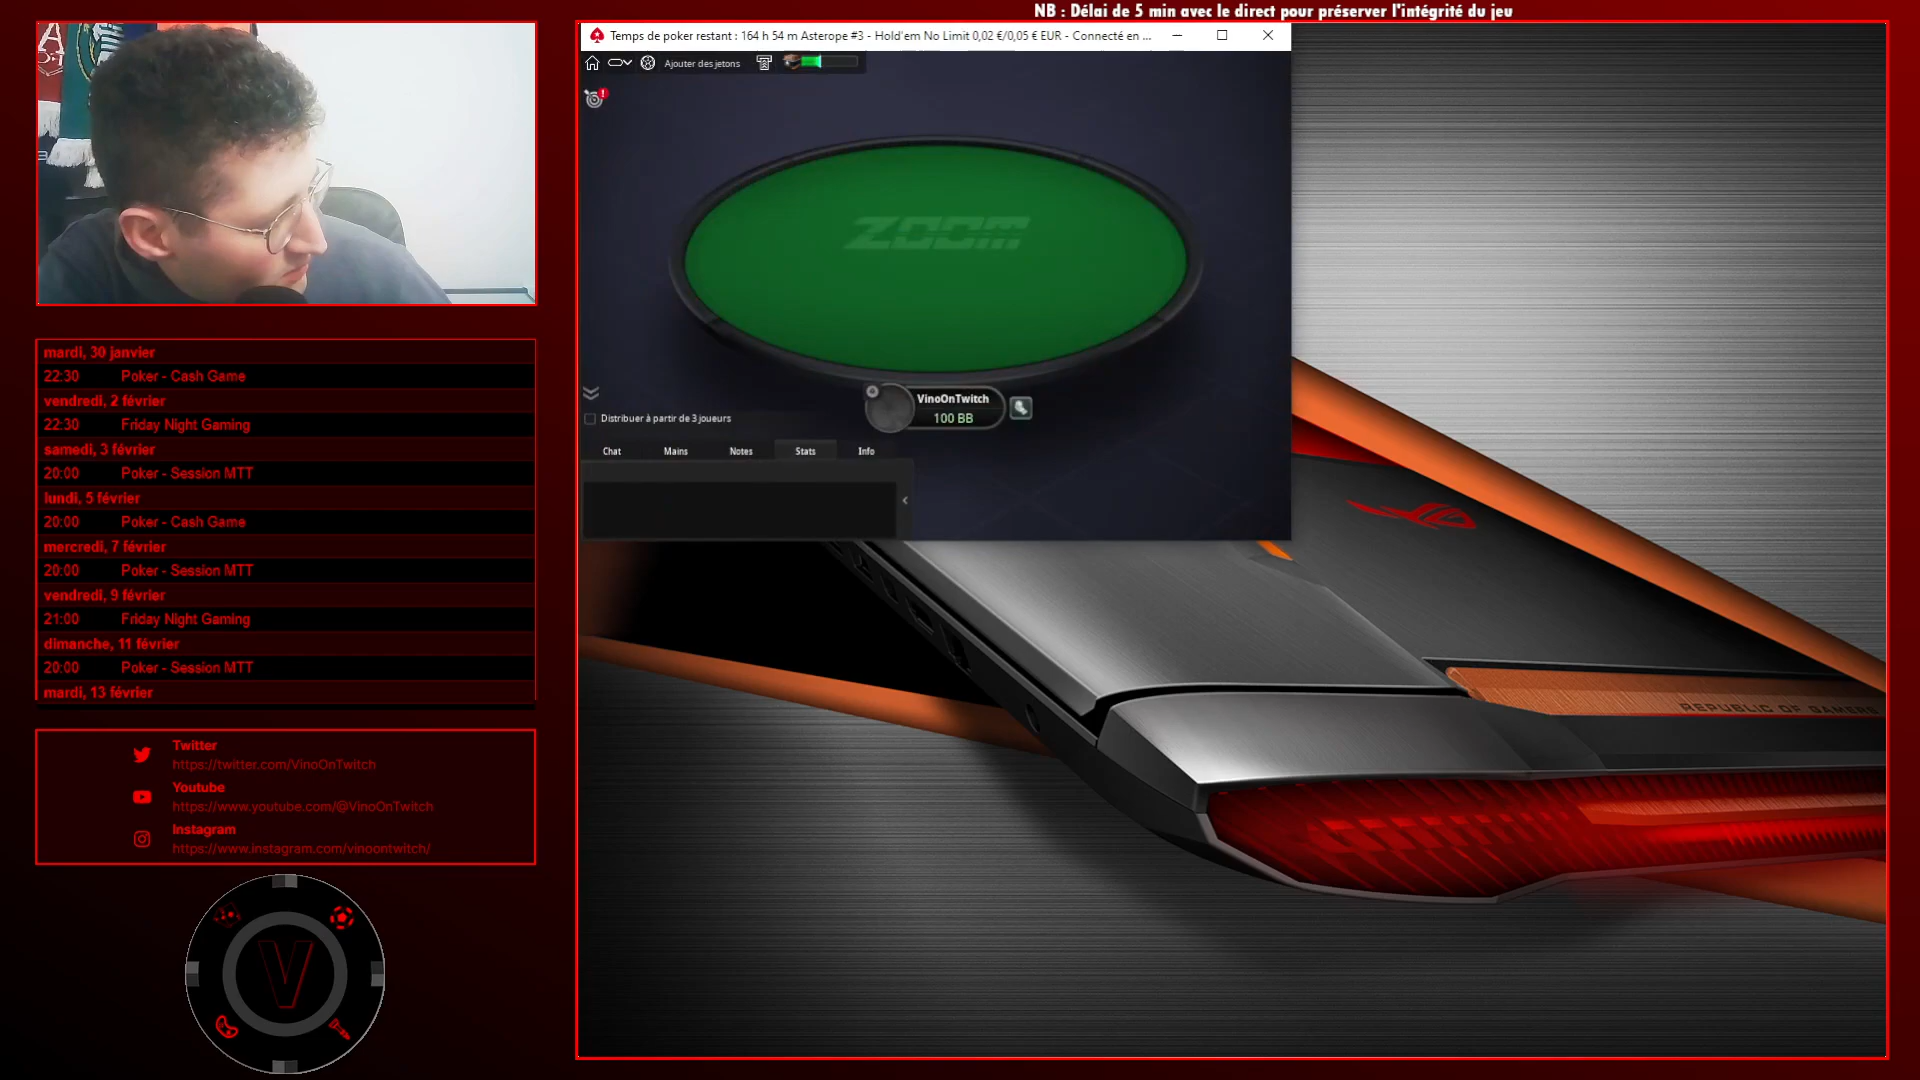 NB : Délai de 5 min avec le direct pour préserver l'intégrité du jeu
Temps de poker restant : 164 h 54 m Asterope #3 - Hold'em No Limit 0,02 €/0,05 € EUR - Connecté en ...
Ajouter des jetons
ZOOM
VinoOnTwitch
100 BB
Distribuer à partir de 3 joueurs
Chat Mains Notes Stats Info
mardi, 30 janvier
22:30 Poker - Cash Game
vendredi, 2 février
22:30 Friday Night Gaming
samedi, 3 février
20:00 Poker - Session MTT
lundi, 5 février
20:00 Poker - Cash Game
mercredi, 7 février
20:00 Poker - Session MTT
vendredi, 9 février
21:00 Friday Night Gaming
dimanche, 11 février
20:00 Poker - Session MTT
mardi, 13 février
REPUBLIC OF GAMERS
Twitter
https://twitter.com/VinoOnTwitch
Youtube
https://www.youtube.com/@VinoOnTwitch
Instagram
https://www.instagram.com/vinoontwitch/
V